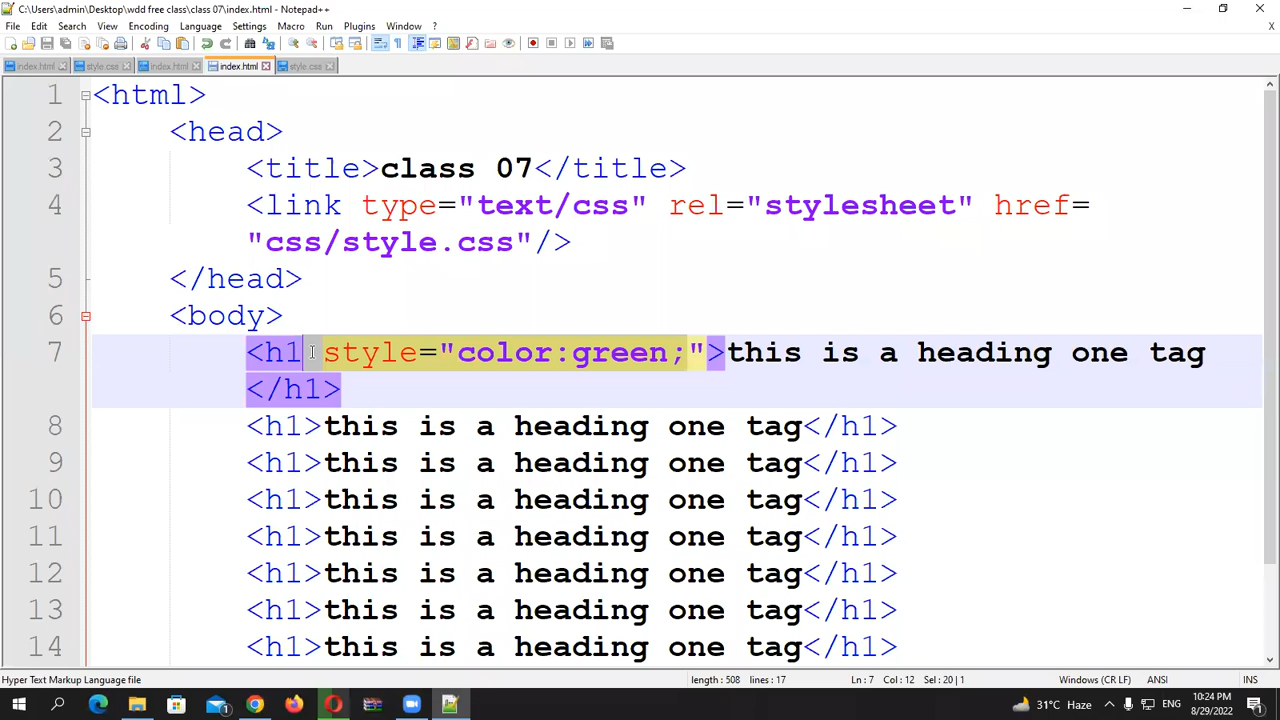 C:\Users\admin\Desktop\wdd free class\class 07\index.html - Notepad++
File Edit Search View Encoding Language Settings Macro Run Plugins Window ?
X
index.html style.css index.html index.html style.css
1 <html>
2 <head>
3 <title>class 07</title>
4 <link type="text/css" rel="stylesheet" href=
"css/style.css"/>
5 </head>
6 <body>
7 <h1 style="color:green;">this is a heading one tag
</h1>
8 <h1>this is a heading one tag</h1>
9 <h1>this is a heading one tag</h1>
10 <h1>this is a heading one tag</h1>
11 <h1>this is a heading one tag</h1>
12 <h1>this is a heading one tag</h1>
13 <h1>this is a heading one tag</h1>
14 <h1>this is a heading one tag</h1>
Hyper Text Markup Language file length : 508 lines : 17 Ln : 7 Col : 12 Sel : 20 | 1 Windows (CR LF) ANSI INS
31°C Haze ENG 10:24 PM
8/29/2022